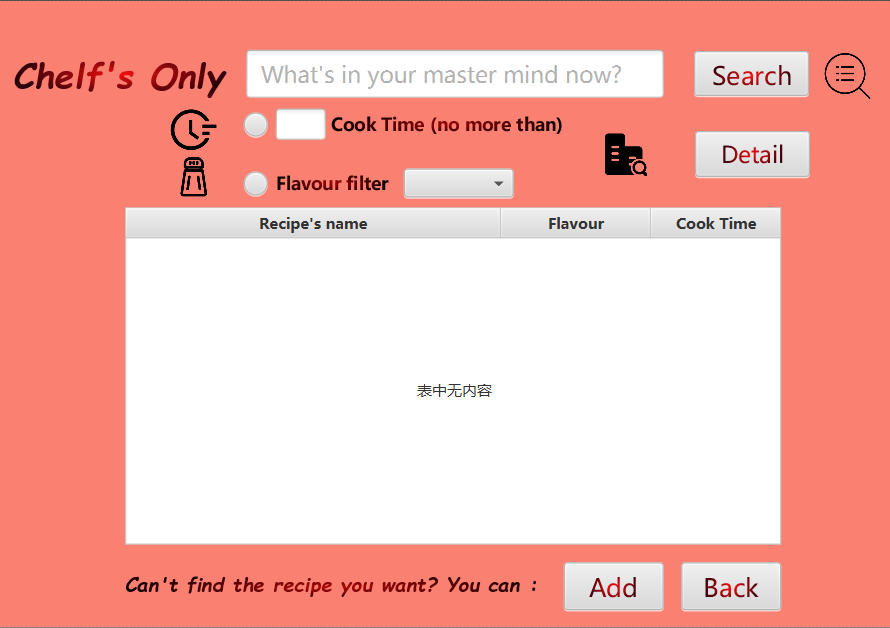 Chelf's Only
What's in your master mind now?
Search
Cook Time (no more than)
Detail
Flavour filter
Recipe's name
Flavour
Cook Time
表中无内容
Can't find the recipe you want? You can :
Add
Back